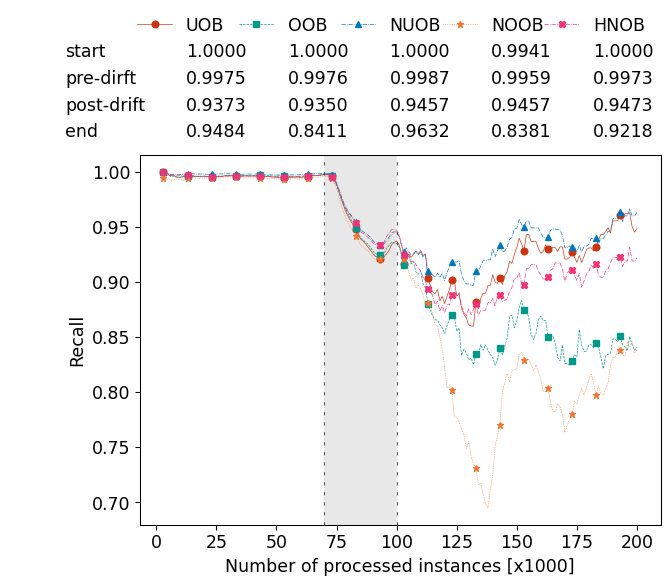 UOB OOB NUOB NOOB HNOB
start 1.0000 1.0000 1.0000 0.9941 1.0000
pre-dirft 0.9975 0.9976 0.9987 0.9959 0.9973
post-drift 0.9373 0.9350 0.9457 0.9457 0.9473
end 0.9484 0.8411 0.9632 0.8381 0.9218
1.00
0.95
0.90
0.85
0.80
0.75
0.70
Recall
0 25 50 75 100 125 150 175 200
Number of processed instances [x1000]